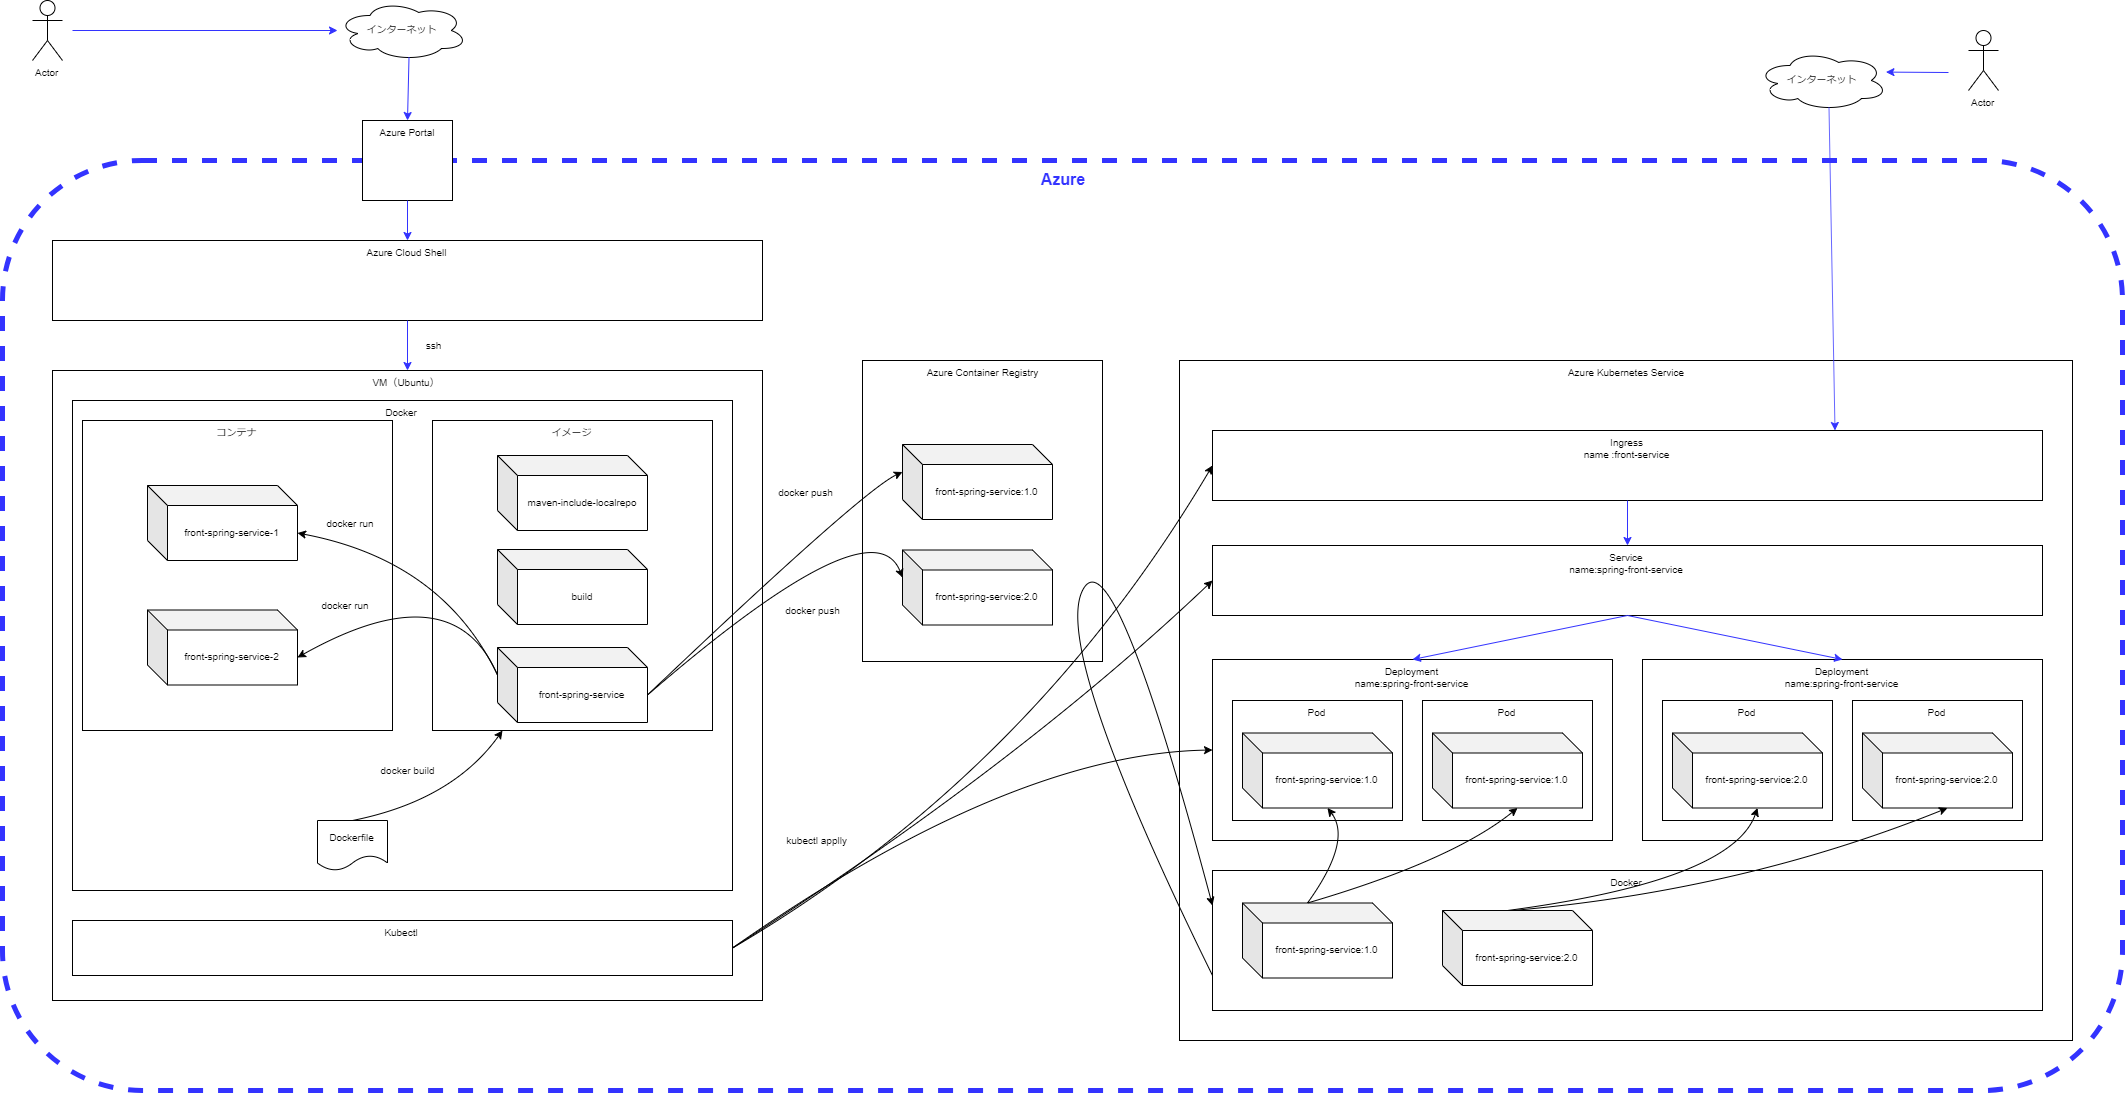 Actor
インターネット
インターネット
Actor
Azure Portal
Azure
Azure Cloud Shell
ssh
VM（Ubuntu）
Docker
コンテナ
イメージ
front-spring-service-1
docker run
front-spring-service-2
docker run
maven-include-localrepo
build
front-spring-service
docker build
Dockerfile
Kubectl
docker push
docker push
kubectl applly
Azure Container Registry
front-spring-service:1.0
front-spring-service:2.0
Azure Kubernetes Service
Ingress
name :front-service
Service
name:spring-front-service
Deployment
name:spring-front-service
Pod
front-spring-service:1.0
Pod
front-spring-service:1.0
Deployment
name:spring-front-service
Pod
front-spring-service:2.0
Pod
front-spring-service:2.0
Docker
front-spring-service:1.0
front-spring-service:2.0